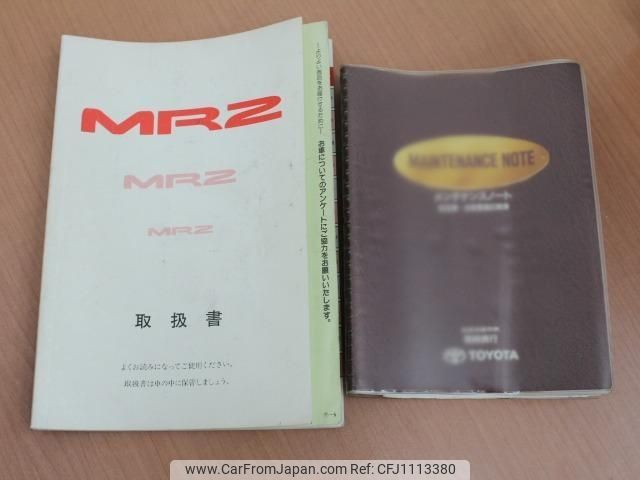 MR2
MR2
MR2
取扱書
よくお読みになってご使用ください。
取扱書は車の中に保管しましょう。
お車についてのアンケートにご協力をお願いいたします。
MAINTENANCE NOTE
メンテナンスノート
TOYOTA
www.CarFromJapan.com - CFJ1113380